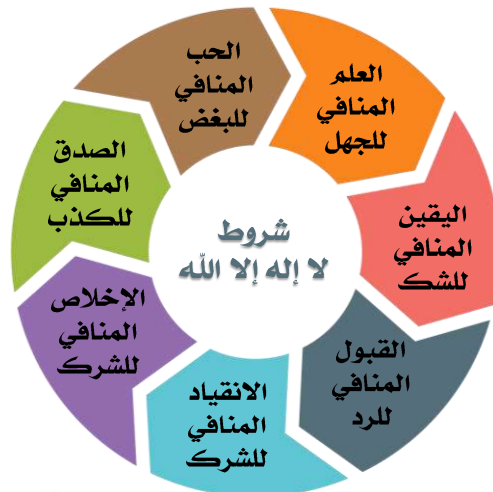 شروط
لا إله إلا الله
العلم
المنافي
للجهل
اليقين
المنافي
للشك
القبول
المنافي
للرد
الانقياد
المنافي
للشرك
الإخلاص
المنافي
للشرك
الصدق
المنافي
للكذب
الحب
المنافي
للبغض